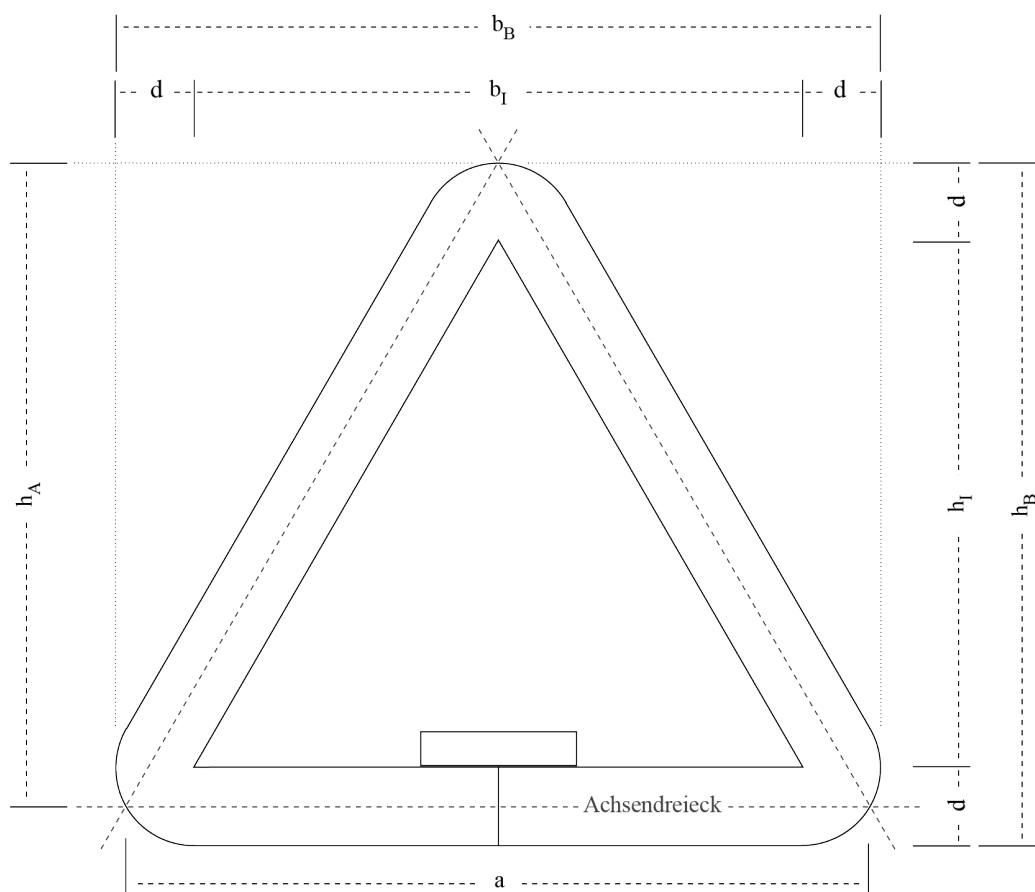 b_B
d b_I d
d
h_A
h_I
h_B
Achsendreieck
d
a